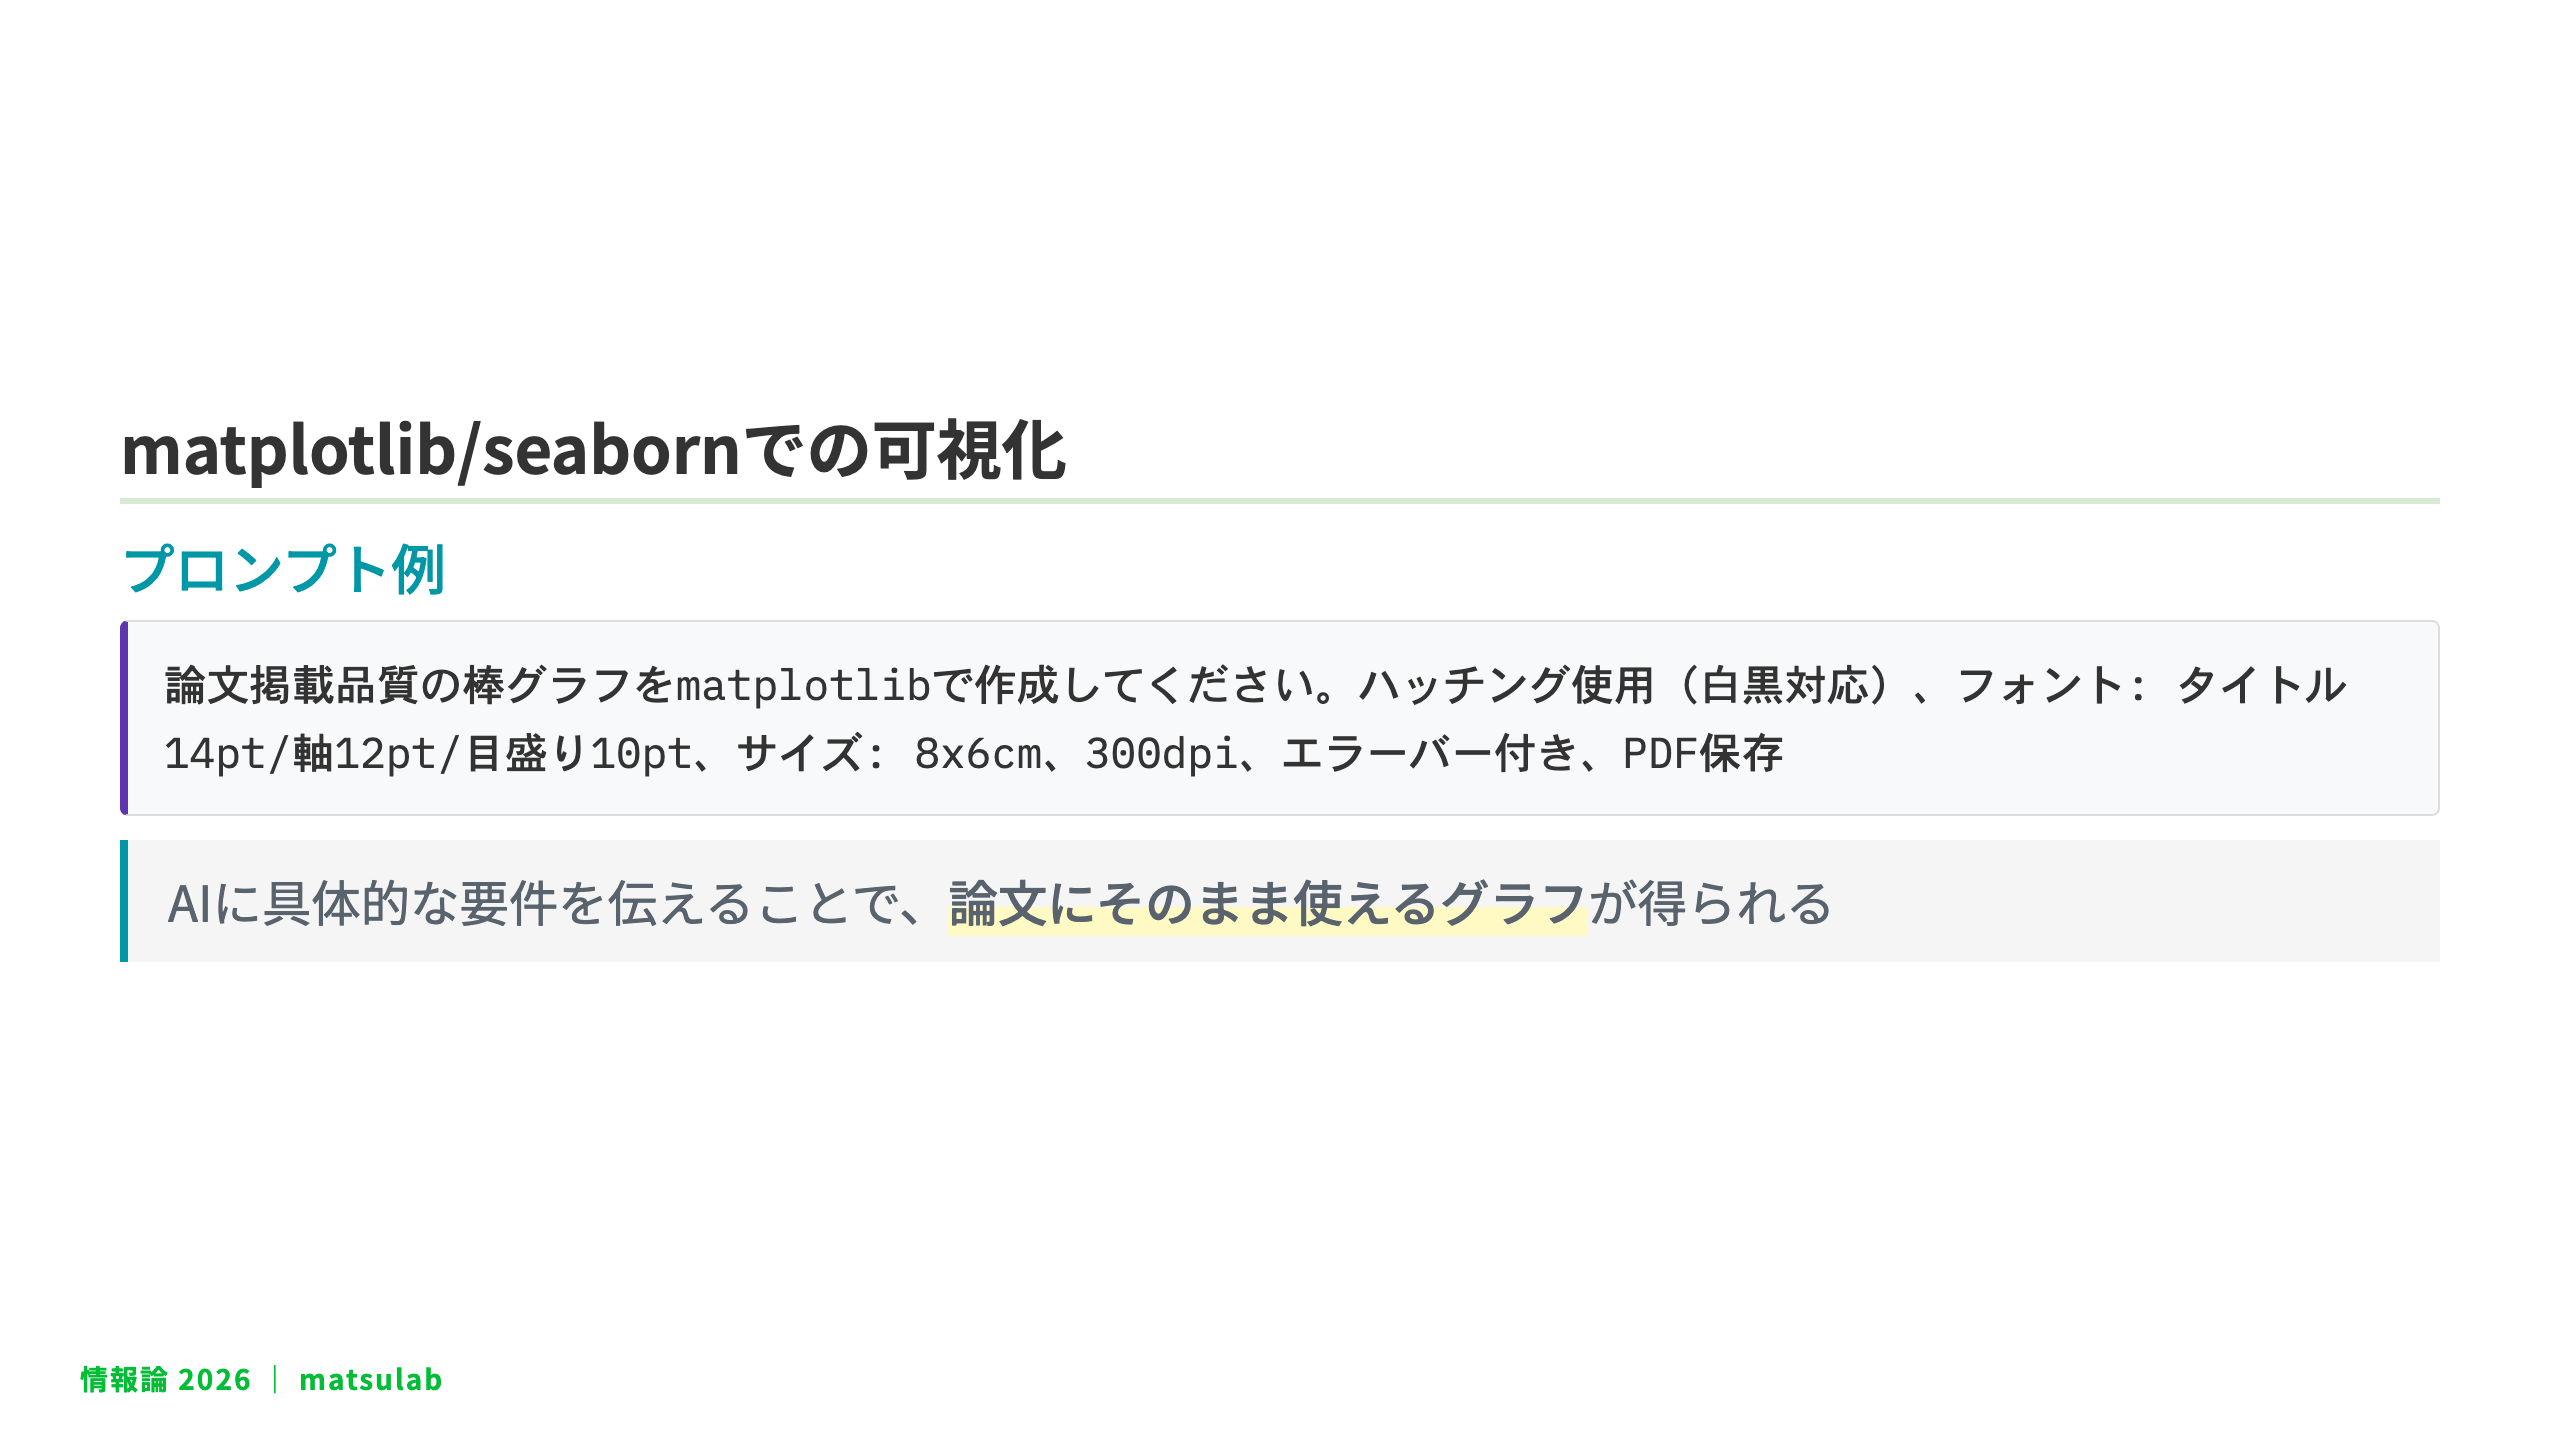 matplotlib/seabornでの可視化
プロンプト例
論文掲載品質の棒グラフをmatplotlibで作成してください。ハッチング使用（白黒対応）、フォント: タイトル
14pt/軸12pt/目盛り10pt、サイズ: 8x6cm、300dpi、エラーバー付き、PDF保存
AIに具体的な要件を伝えることで、論文にそのまま使えるグラフが得られる
情報論 2026 ｜ matsulab